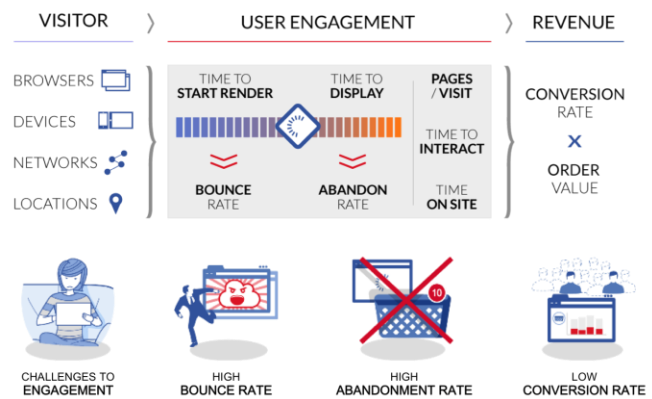 VISITOR
USER ENGAGEMENT
REVENUE
BROWSERS
DEVICES
NETWORKS
LOCATIONS
TIME TO
START RENDER
TIME TO
DISPLAY
BOUNCE
RATE
ABANDON
RATE
PAGES
/ VISIT
TIME TO
INTERACT
TIME
ON SITE
CONVERSION
RATE
X
ORDER
VALUE
10
CHALLENGES TO
ENGAGEMENT
HIGH
BOUNCE RATE
HIGH
ABANDONMENT RATE
LOW
CONVERSION RATE